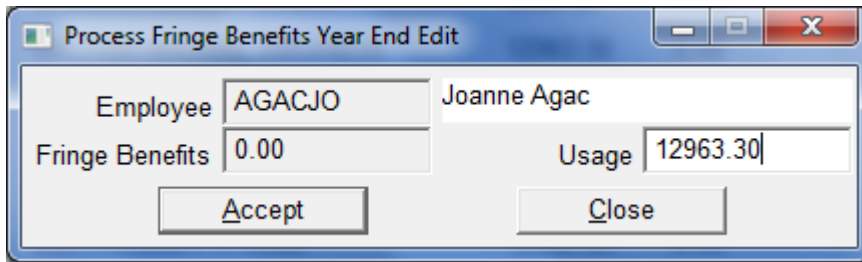 Process Fringe Benefits Year End Edit
Employee AGACJO Joanne Agac
Fringe Benefits 0.00 Usage 12963.30
Accept Close